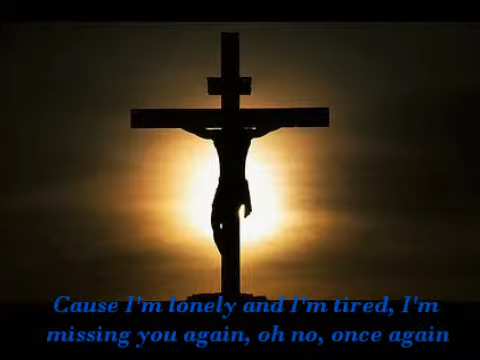 Cause I'm lonely and I'm tired, I'm
missing you again, oh no, once again